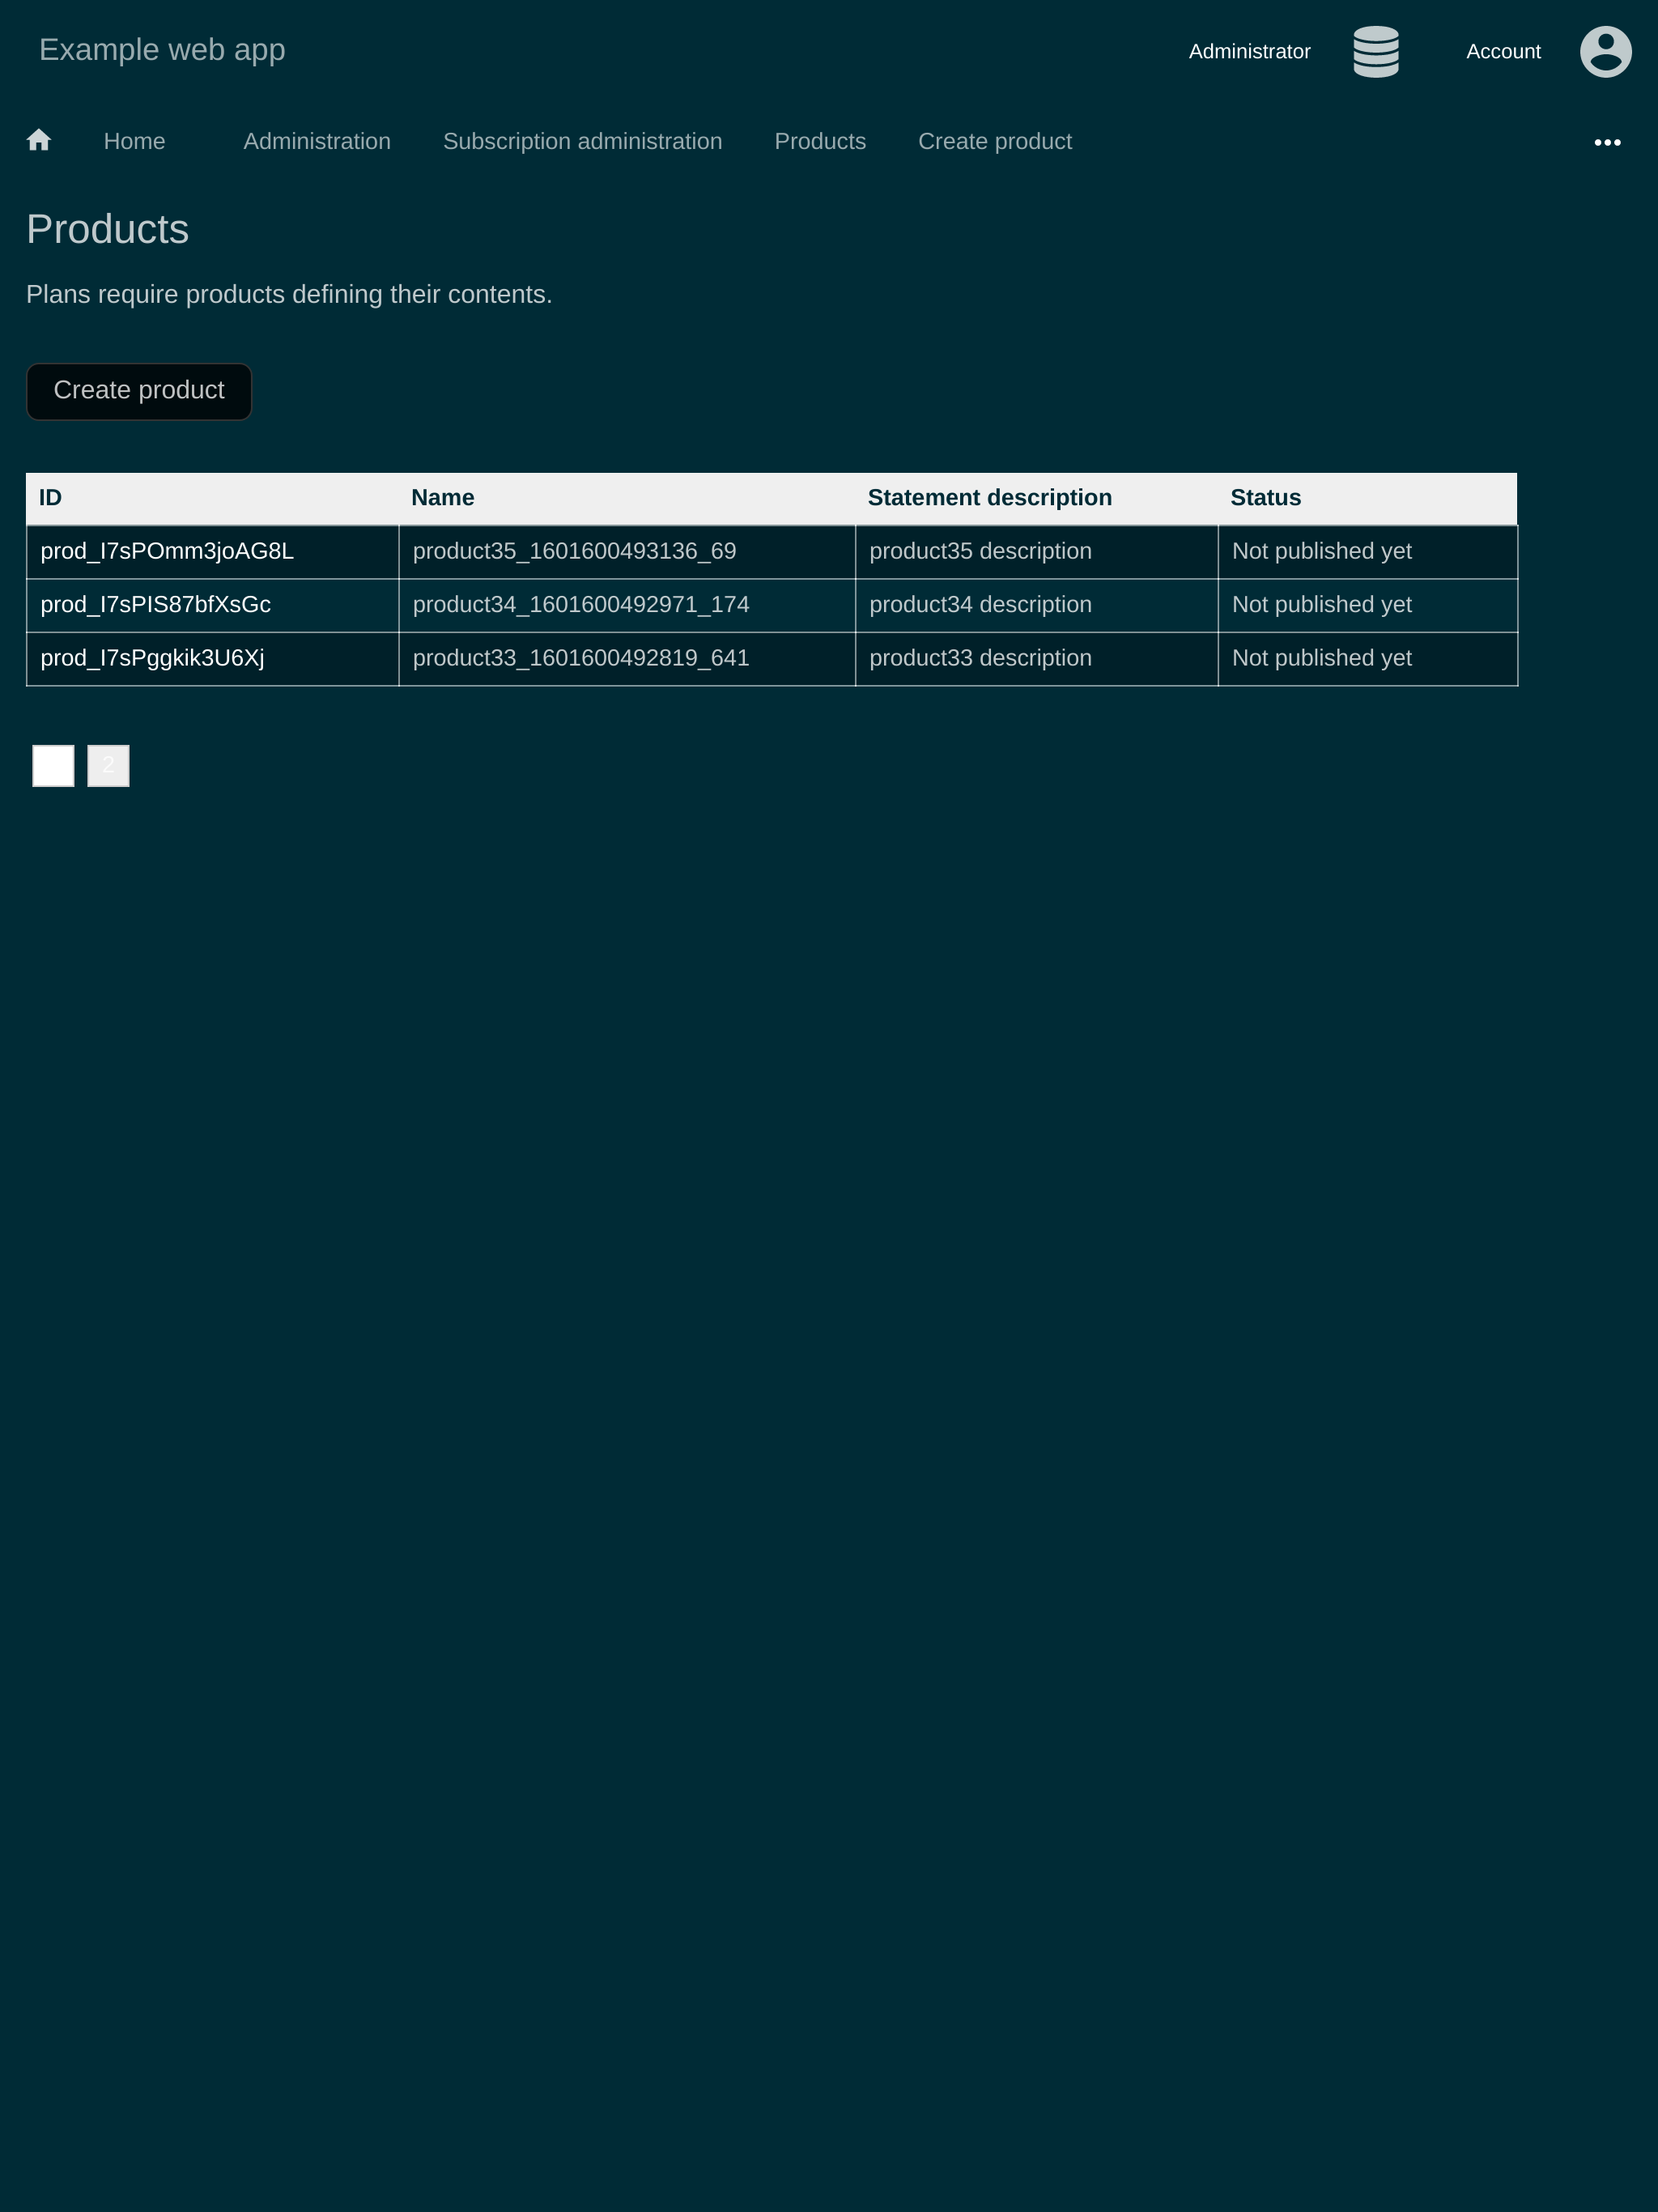 Example web app Administrator Account
Home Administration Subscription administration Products Create product
Products
Plans require products defining their contents.
Create product
ID Name Statement description Status
prod_I7sPOmm3joAG8L product35_1601600493136_69 product35 description Not published yet
prod_I7sPIS87bfXsGc product34_1601600492971_174 product34 description Not published yet
prod_I7sPggkik3U6Xj product33_1601600492819_641 product33 description Not published yet
2